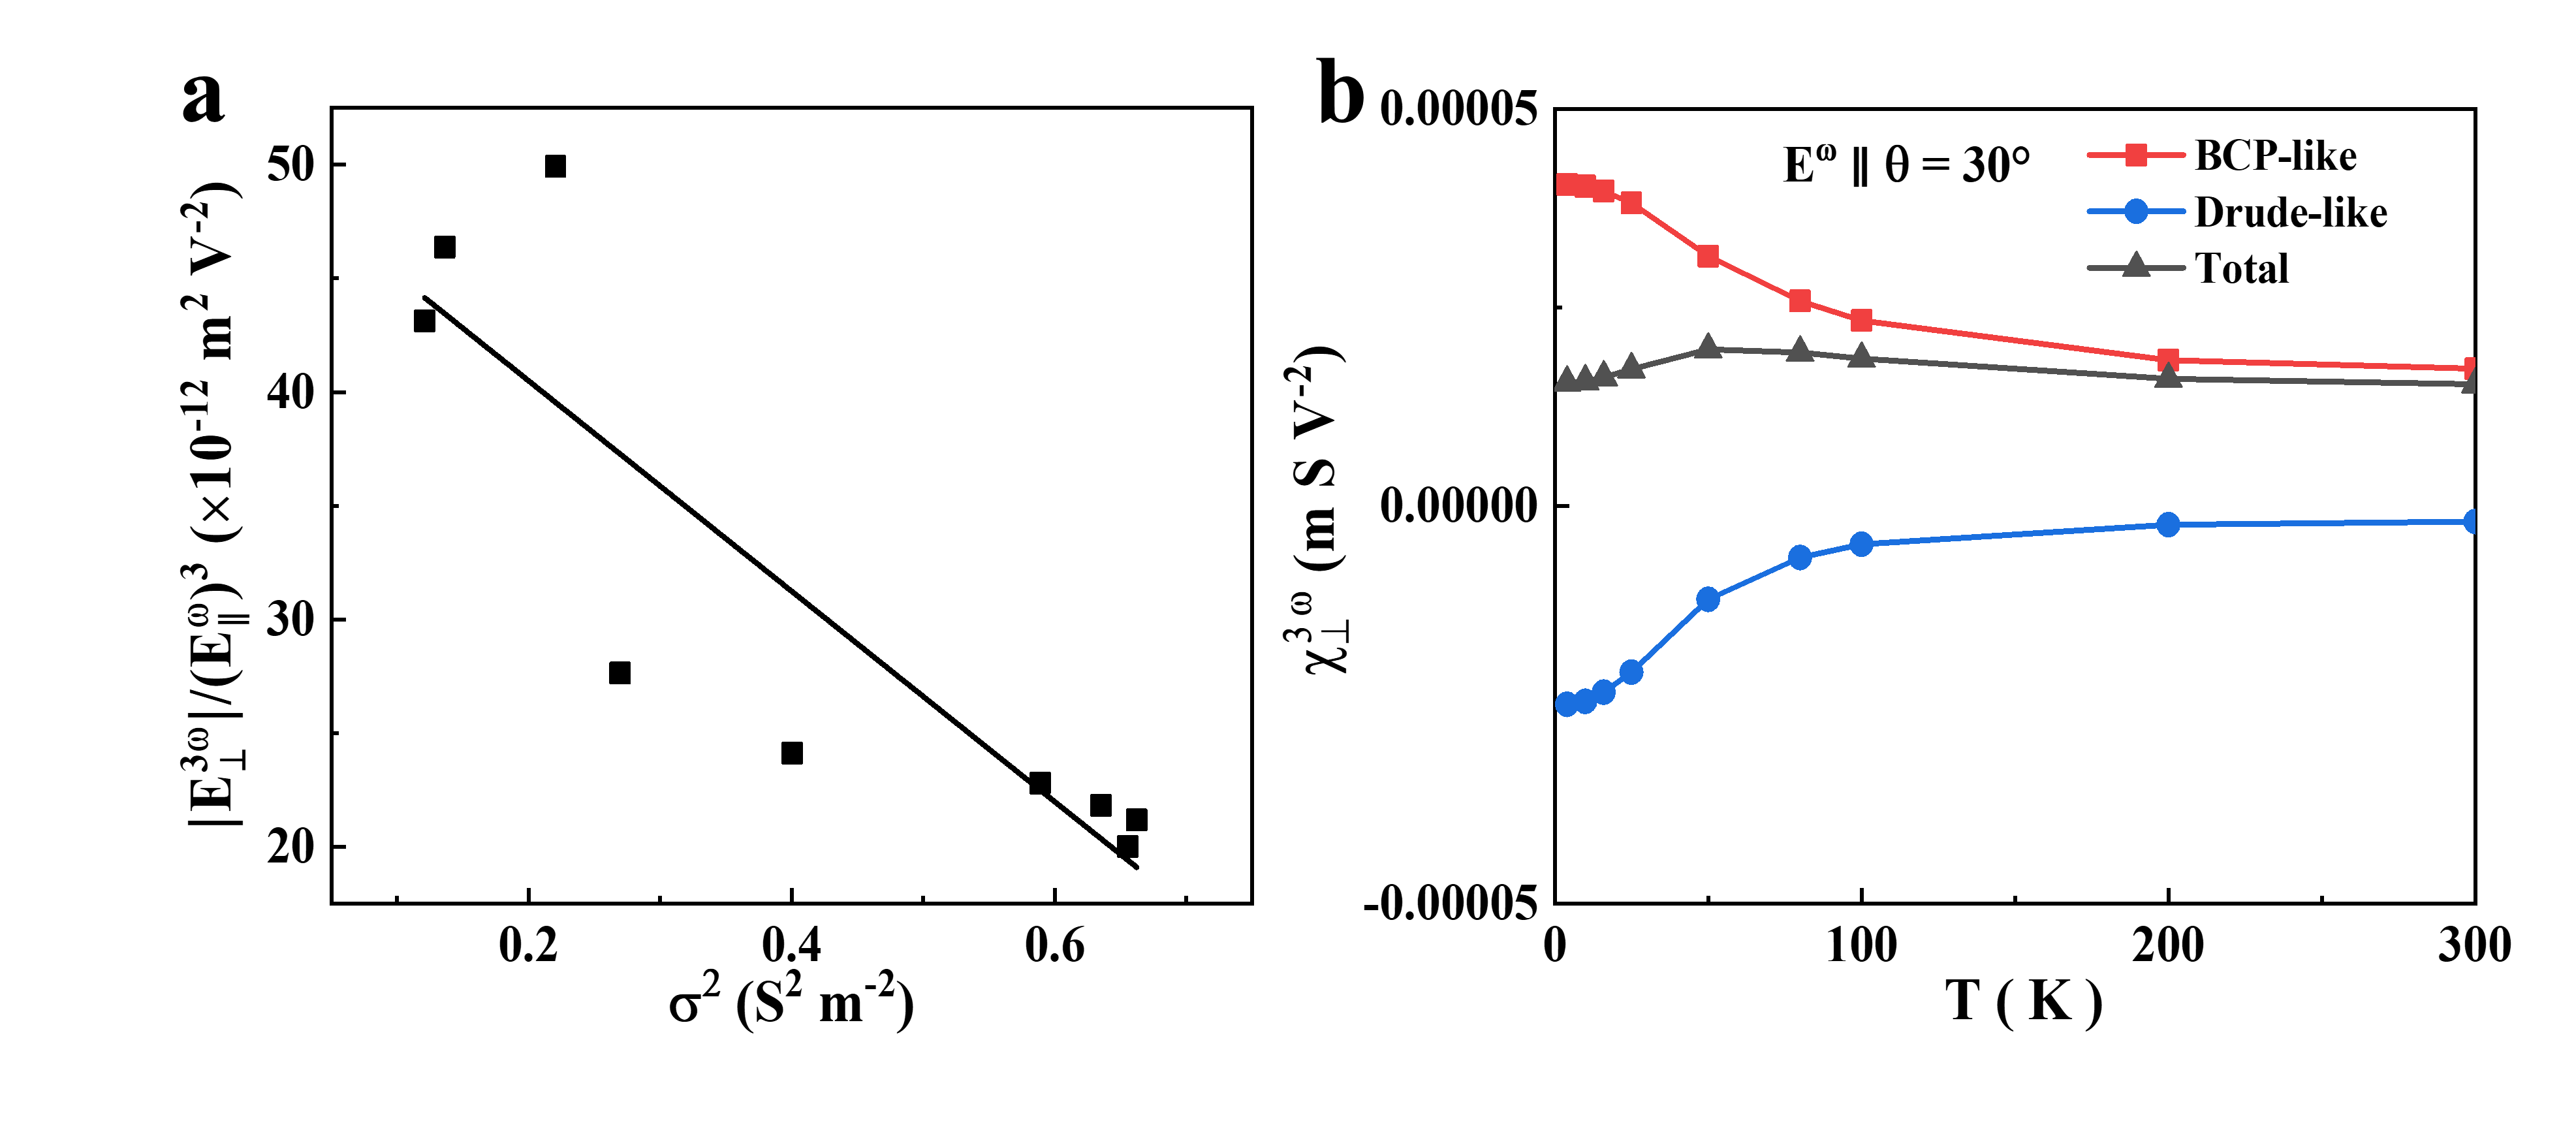 a
50
40
30
20
|E⊥³ω|/(E∥ω)³ (×10⁻¹² m² V⁻²)
0.2
0.4
0.6
σ² (S² m⁻²)
b
0.00005
0.00000
-0.00005
χ⊥³ω (m S V⁻²)
Eω ∥ θ = 30°
BCP-like
Drude-like
Total
0
100
200
300
T ( K )